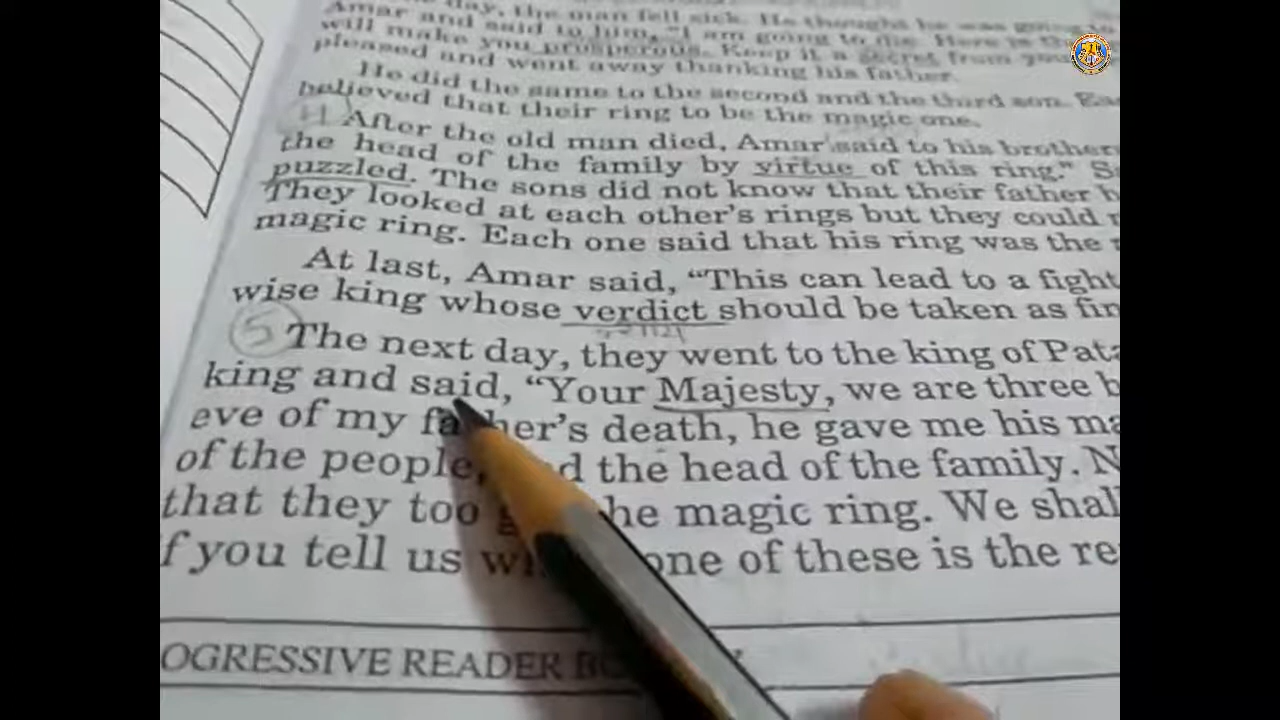 day, the man fell sick. He thought he was going to
Amar and said to him, "I am going to die. Here is
will make you prosperous. Keep it a secret from your
pleased and went away thanking his father.
He did the same to the second and the third son. Ea
believed that their ring to be the magic one.
4
After the old man died, Amar said to his brother
the head of the family by virtue of this ring." S
puzzled. The sons did not know that their father
They looked at each other's rings but they could
magic ring. Each one said that his ring was the
At last, Amar said, "This can lead to a fight
wise king whose verdict should be taken as fin
5
The next day, they went to the king of Pata
king and said, "Your Majesty, we are three b
eve of my father's death, he gave me his ma
of the people, and the head of the family. N
that they too the magic ring. We shal
f you tell us one of these is the re
OGRESSIVE READER